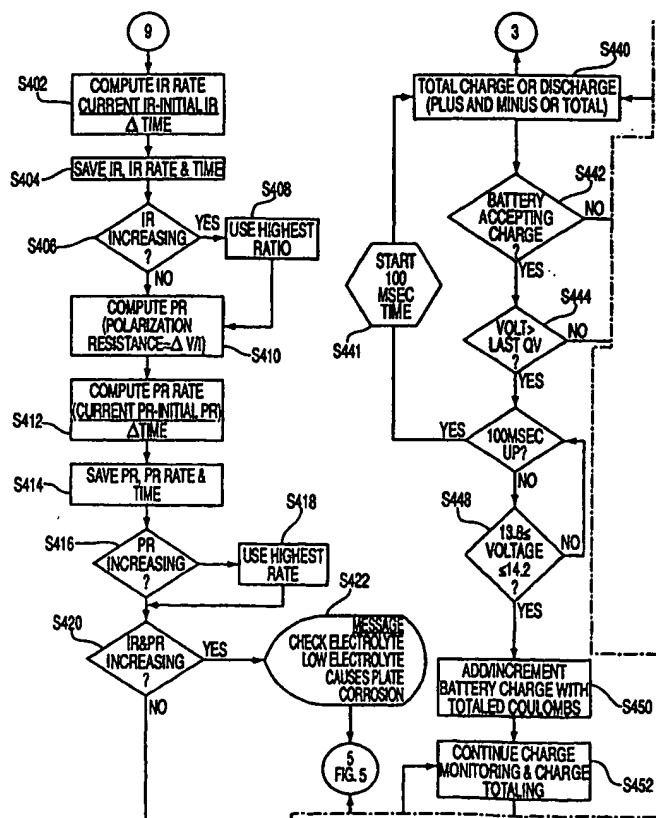 9
S402
COMPUTE IR RATE
CURRENT IR-INITIAL IR
Δ TIME
S404
SAVE IR, IR RATE & TIME
S406
IR
INCREASING
?
YES
NO
S408
USE HIGHEST
RATIO
COMPUTE PR
(POLARIZATION
RESISTANCE=Δ V/I)
S410
S412
COMPUTE PR RATE
(CURRENT PR-INITIAL PR)
ΔTIME
S414
SAVE PR, PR RATE &
TIME
S416
PR
INCREASING
?
S418
USE HIGHEST
RATE
S420
IR&PR
INCREASING
?
YES
NO
S422
MESSAGE
CHECK ELECTROLYTE
LOW ELECTROLYTE
CAUSES PLATE
CORROSION
5
FIG. 5
3
S440
TOTAL CHARGE OR DISCHARGE
(PLUS AND MINUS OR TOTAL)
S442
BATTERY
ACCEPTING
CHARGE
?
NO
YES
START
100
MSEC
TIME
S441
S444
VOLT>
LAST QV
?
NO
YES
100MSEC
UP?
YES
NO
S448
13.8≤
VOLTAGE
≤14.2
?
NO
YES
ADD/INCREMENT
BATTERY CHARGE WITH
TOTALED COULOMBS
S450
CONTINUE CHARGE
MONITORING & CHARGE
TOTALING
S452